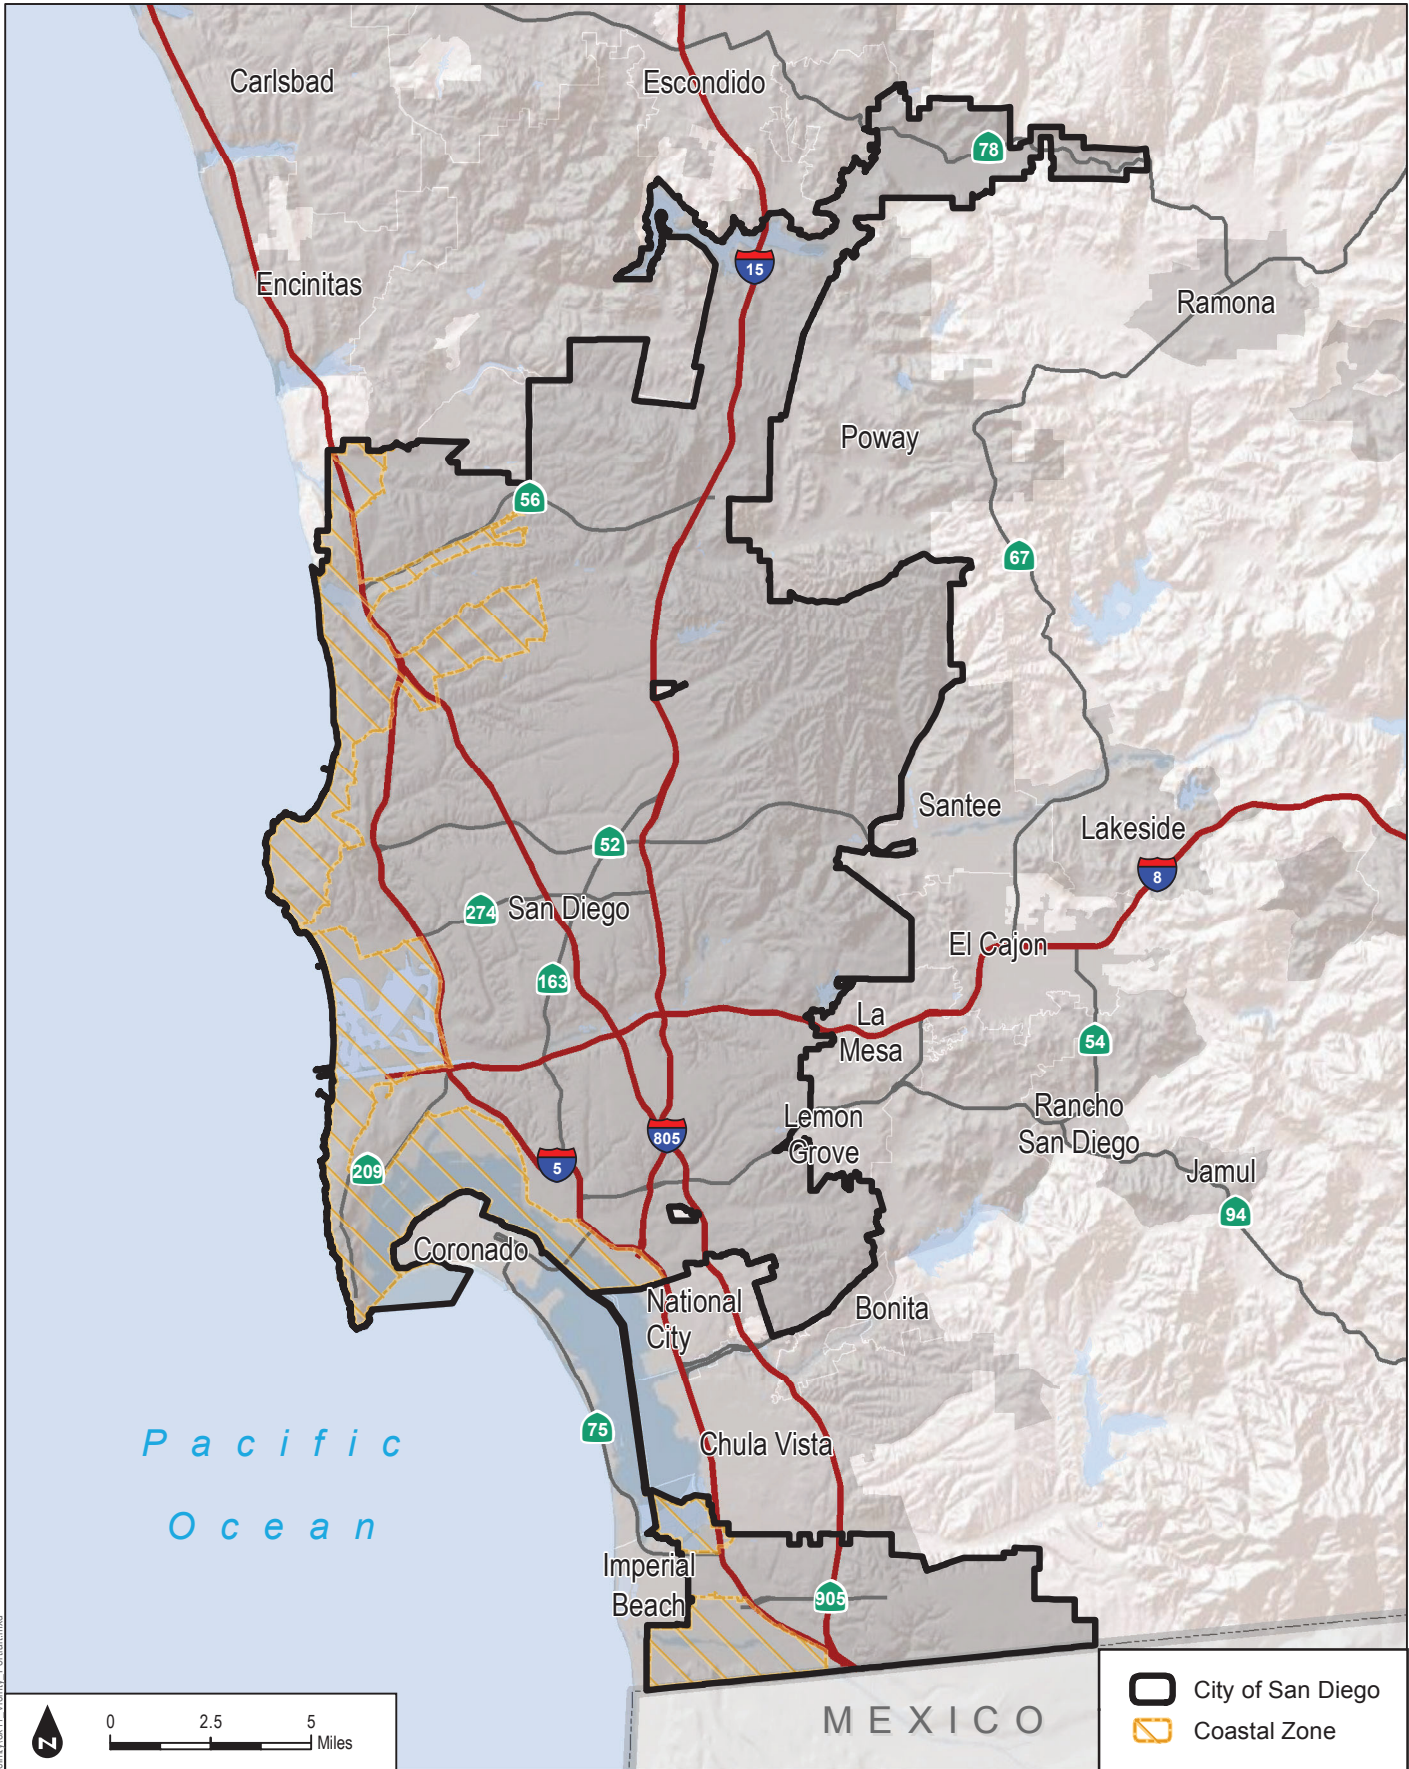 Carlsbad
Escondido
78
15
Encinitas
Ramona
Poway
56
67
Santee
Lakeside
52
8
274
San Diego
El Cajon
163
La
Mesa
54
Lemon
Grove
Rancho
San Diego
805
5
209
Jamul
94
Coronado
National
City
Bonita
75
Chula Vista
Pacific
Ocean
Imperial
Beach
905
MEXICO
N
0 2.5 5
Miles
City of San Diego
Coastal Zone